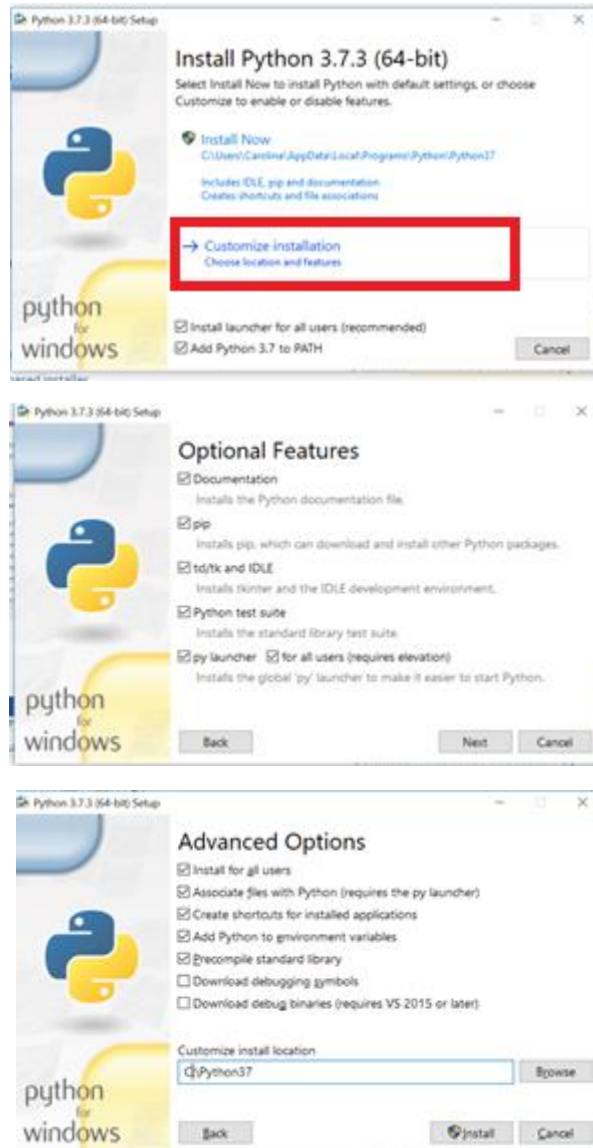 Python 3.7.3 (64-bit) Setup
Install Python 3.7.3 (64-bit)
Select Install Now to install Python with default settings, or choose
Customize to enable or disable features.
Install Now
C:\Users\Caroline\AppData\Local\Programs\Python\Python37
Includes IDLE, pip and documentation
Creates shortcuts and file associations
→ Customize installation
Choose location and features
Install launcher for all users (recommended)
Add Python 3.7 to PATH
Cancel
python
for
windows
Python 3.7.3 (64-bit) Setup
Optional Features
Documentation
Installs the Python documentation file.
pip
Installs pip, which can download and install other Python packages.
td/tk and IDLE
Installs tkinter and the IDLE development environment.
Python test suite
Installs the standard library test suite.
py launcher for all users (requires elevation)
Installs the global 'py' launcher to make it easier to start Python.
python
for
windows
Back Next Cancel
Python 3.7.3 (64-bit) Setup
Advanced Options
Install for all users
Associate files with Python (requires the py launcher)
Create shortcuts for installed applications
Add Python to environment variables
Precompile standard library
Download debugging symbols
Download debug binaries (requires VS 2015 or later)
Customize install location
C:\Python37
Browse
python
for
windows
Back Install Cancel